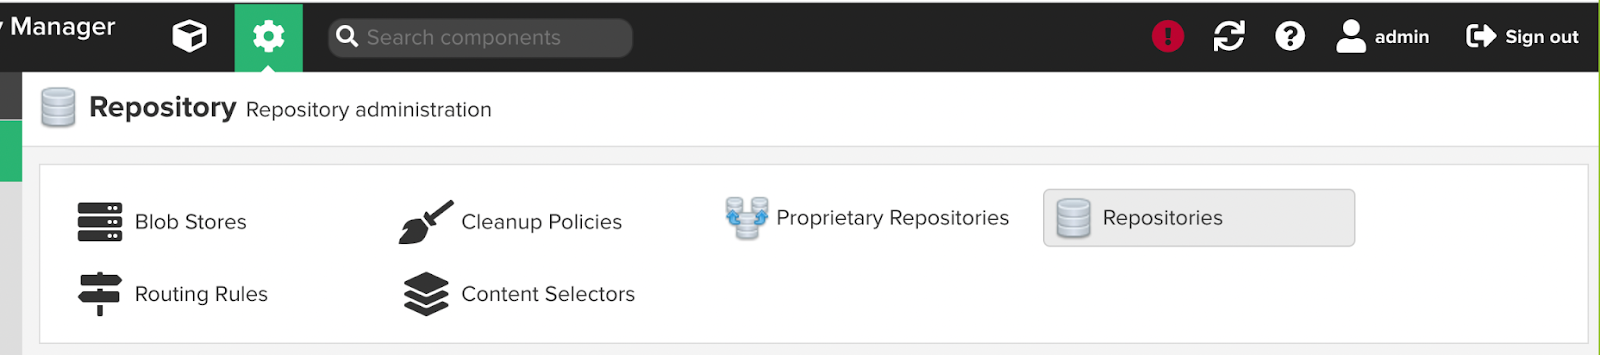 Manager
Search components
admin
Sign out
Repository Repository administration
Blob Stores
Cleanup Policies
Proprietary Repositories
Repositories
Routing Rules
Content Selectors